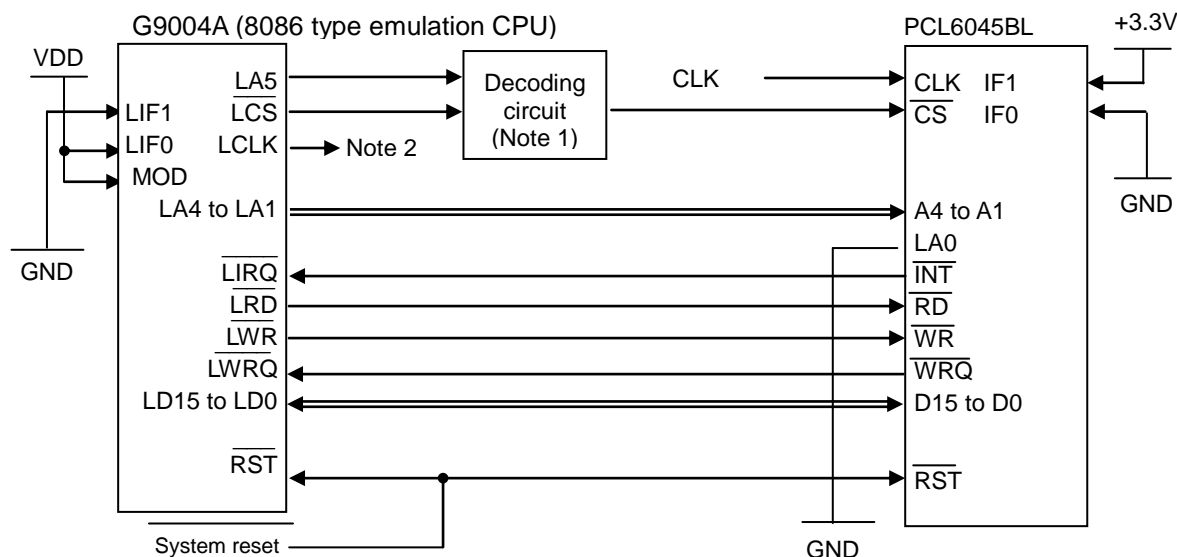 G9004A (8086 type emulation CPU)
PCL6045BL
+3.3V
VDD
LA5
LCS
LCLK
Note 2
LIF1
LIF0
MOD
Decoding
circuit
(Note 1)
CLK
CLK IF1
CS IF0
GND
GND
LA4 to LA1
A4 to A1
LA0
LIRQ
INT
LRD
RD
LWR
WR
LWRQ
WRQ
LD15 to LD0
D15 to D0
RST
RST
System reset
GND